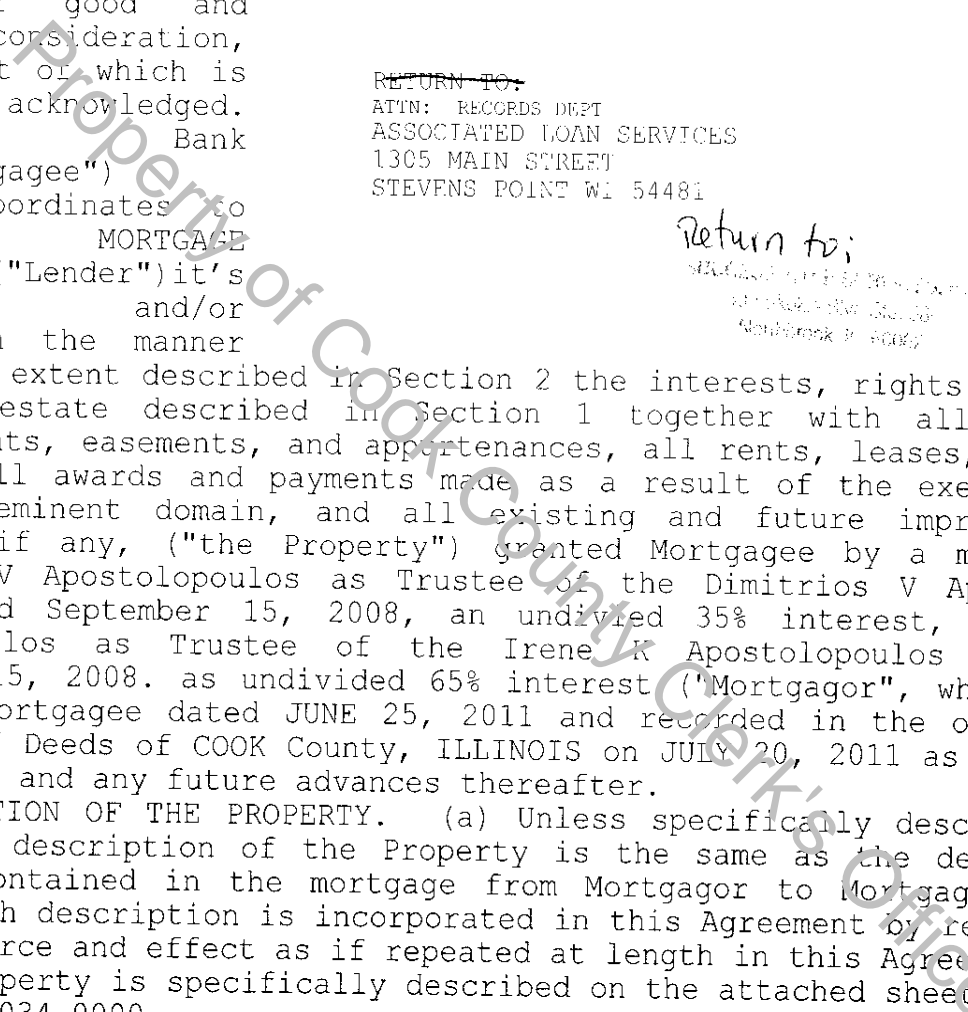 good and
consideration,
of which is
acknowledged.
Bank
gagee")
oordinates to
MORTGAGE
("Lender")it's
and/or
the manner
RETURN TO:
ATTN: RECORDS DEPT
ASSOCIATED LOAN SERVICES
1305 MAIN STREET
STEVENS POINT WI 54481
Return to;
Northbrook
extent described in Section 2 the interests, rights
estate described in Section 1 together with all
nts, easements, and appurtenances, all rents, leases,
ll awards and payments made as a result of the exe
eminent domain, and all existing and future impr
if any, ("the Property") granted Mortgagee by a m
V Apostolopoulos as Trustee of the Dimitrios V Ap
d September 15, 2008, an undivied 35% interest,
los as Trustee of the Irene K Apostolopoulos
15, 2008. as undivided 65% interest ("Mortgagor", wh
ortgagee dated JUNE 25, 2011 and recorded in the o
Deeds of COOK County, ILLINOIS on JULY 20, 2011 as
and any future advances thereafter.
TION OF THE PROPERTY. (a) Unless specifically desc
description of the Property is the same as the de
ontained in the mortgage from Mortgagor to Mortgag
h description is incorporated in this Agreement by re
rce and effect as if repeated at length in this Agree
perty is specifically described on the attached sheet
Property of Cook County Clerk's Office